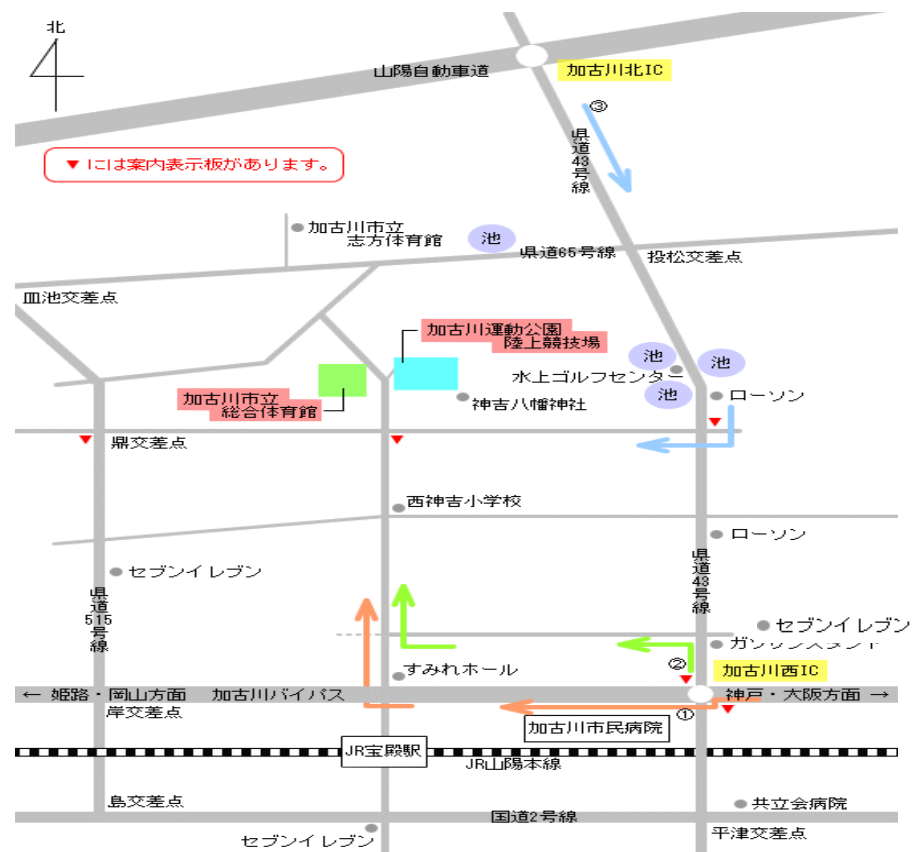 北
山陽自動車道
加古川北IC
③
県道43号線
▼には案内表示板があります。
加古川市立
志方体育館
池
県道65号線
投松交差点
皿池交差点
加古川運動公園
陸上競技場
池
池
水上ゴルフセンター
池
ローソン
加古川市立
総合体育館
神吉八幡神社
鼎交差点
西神吉小学校
ローソン
セブンイレブン
県道515号線
県道43号線
セブンイレブン
ガソリンスタンド
すみれホール
②
加古川西IC
← 姫路・岡山方面
加古川バイパス
神戸・大阪方面 →
岸交差点
①
加古川市民病院
JR宝殿駅
JR山陽本線
島交差点
国道2号線
共立会病院
セブンイレブン
平津交差点